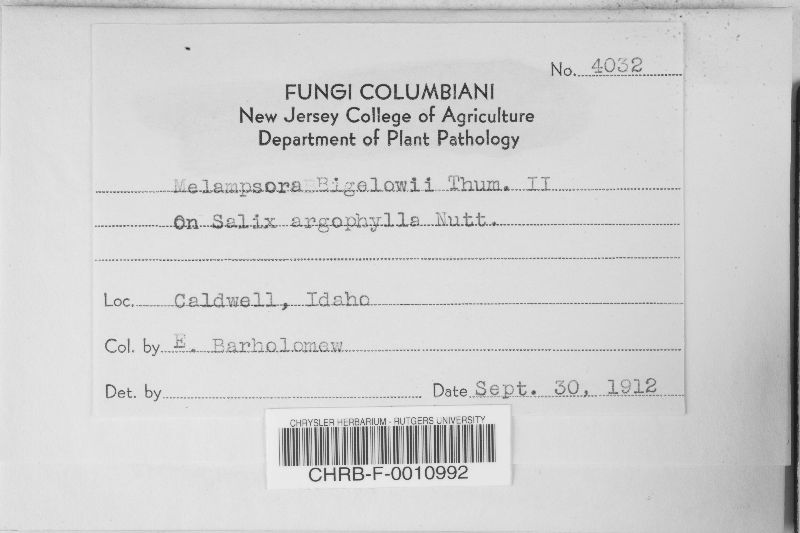 No. 4032
FUNGI COLUMBIANI
New Jersey College of Agriculture
Department of Plant Pathology
Melampsora Bigelowii Thum. II
On Salix argophylla Nutt.
Loc. Caldwell, Idaho
Col. by E. Bartholomew
Det. by
Date Sept. 30, 1912
CHRYSLER HERBARIUM - RUTGERS UNIVERSITY
CHRB-F-0010992